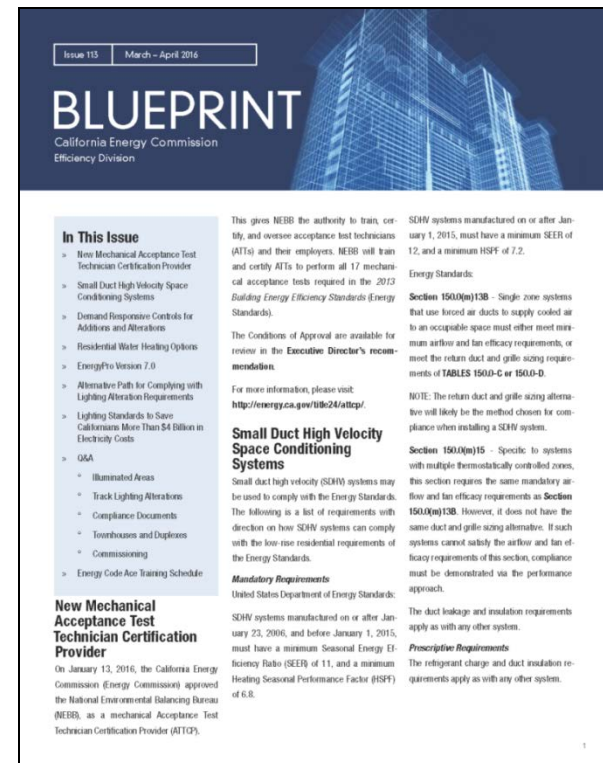 Issue 113
March – April 2016
BLUEPRINT
California Energy Commission
Efficiency Division
In This Issue
» New Mechanical Acceptance Test
Technician Certification Provider
» Small Duct High Velocity Space
Conditioning Systems
» Demand Responsive Controls for
Additions and Alterations
» Residential Water Heating Options
» EnergyPro Version 7.0
» Alternative Path for Complying with
Lighting Alteration Requirements
» Lighting Standards to Save
Californians More Than $4 Billion in
Electricity Costs
» Q&A
° Illuminated Areas
° Track Lighting Alterations
° Compliance Documents
° Townhouses and Duplexes
° Commissioning
» Energy Code Ace Training Schedule
New Mechanical
Acceptance Test
Technician Certification
Provider
On January 13, 2016, the California Energy
Commission (Energy Commission) approved
the National Environmental Balancing Bureau
(NEBB), as a mechanical Acceptance Test
Technician Certification Provider (ATTCP).
This gives NEBB the authority to train, cer-
tify, and oversee acceptance test technicians
(ATTs) and their employers. NEBB will train
and certify ATTs to perform all 17 mechani-
cal acceptance tests required in the 2013
Building Energy Efficiency Standards (Energy
Standards).
The Conditions of Approval are available for
review in the Executive Director's recom-
mendation.
For more information, please visit:
http://energy.ca.gov/title24/attcp/.
Small Duct High Velocity
Space Conditioning
Systems
Small duct high velocity (SDHV) systems may
be used to comply with the Energy Standards.
The following is a list of requirements with
direction on how SDHV systems can comply
with the low-rise residential requirements of
the Energy Standards.
Mandatory Requirements
United States Department of Energy Standards:
SDHV systems manufactured on or after Jan-
uary 23, 2006, and before January 1, 2015,
must have a minimum Seasonal Energy Ef-
ficiency Ratio (SEER) of 11, and a minimum
Heating Seasonal Performance Factor (HSPF)
of 6.8.
SDHV systems manufactured on or after Jan-
uary 1, 2015, must have a minimum SEER of
12, and a minimum HSPF of 7.2.
Energy Standards:
Section 150.0(m)13B - Single zone systems
that use forced air ducts to supply cooled air
to an occupiable space must either meet mini-
mum airflow and fan efficacy requirements, or
meet the return duct and grille sizing require-
ments of TABLES 150.0-C or 150.0-D.
NOTE: The return duct and grille sizing alterna-
tive will likely be the method chosen for com-
pliance when installing a SDHV system.
Section 150.0(m)15 - Specific to systems
with multiple thermostatically controlled zones,
this section requires the same mandatory air-
flow and fan efficacy requirements as Section
150.0(m)13B. However, it does not have the
same duct and grille sizing alternative. If such
systems cannot satisfy the airflow and fan ef-
ficacy requirements of this section, compliance
must be demonstrated via the performance
approach.
The duct leakage and insulation requirements
apply as with any other system.
Prescriptive Requirements
The refrigerant charge and duct insulation re-
quirements apply as with any other system.
1